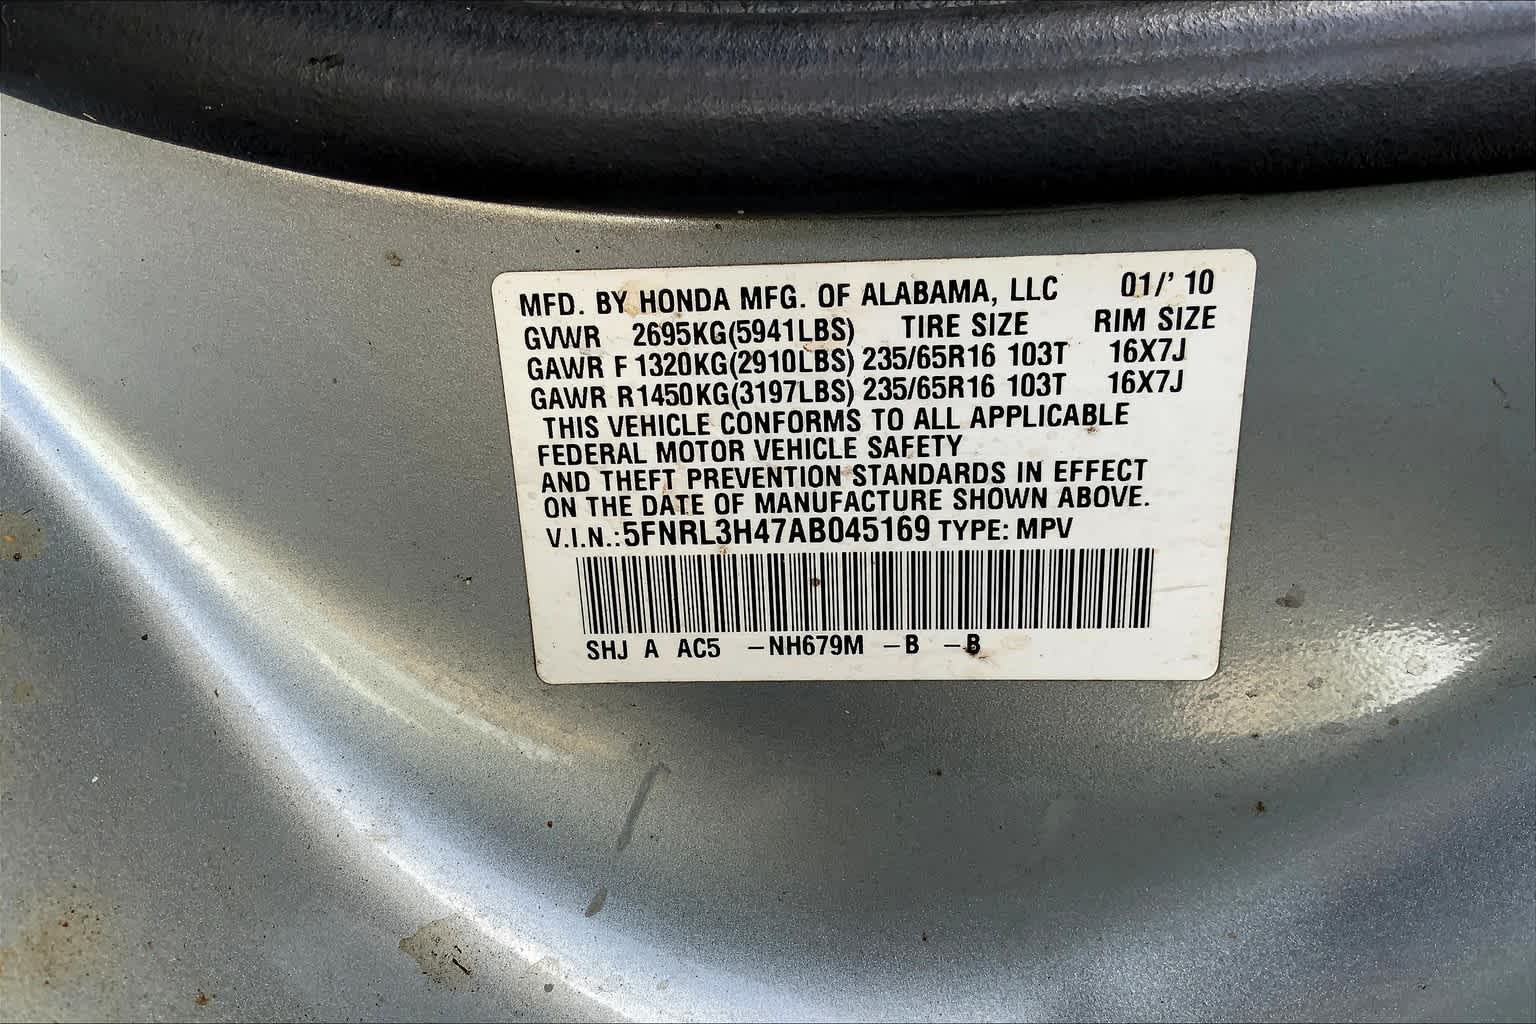 MFD. BY HONDA MFG. OF ALABAMA, LLC 01/' 10
GVWR 2695KG(5941LBS) TIRE SIZE RIM SIZE
GAWR F 1320KG(2910LBS) 235/65R16 103T 16X7J
GAWR R1450KG(3197LBS) 235/65R16 103T 16X7J
THIS VEHICLE CONFORMS TO ALL APPLICABLE
FEDERAL MOTOR VEHICLE SAFETY
AND THEFT PREVENTION STANDARDS IN EFFECT
ON THE DATE OF MANUFACTURE SHOWN ABOVE.
V.I.N.:5FNRL3H47AB045169 TYPE: MPV
SHJ A AC5 –NH679M –B –B